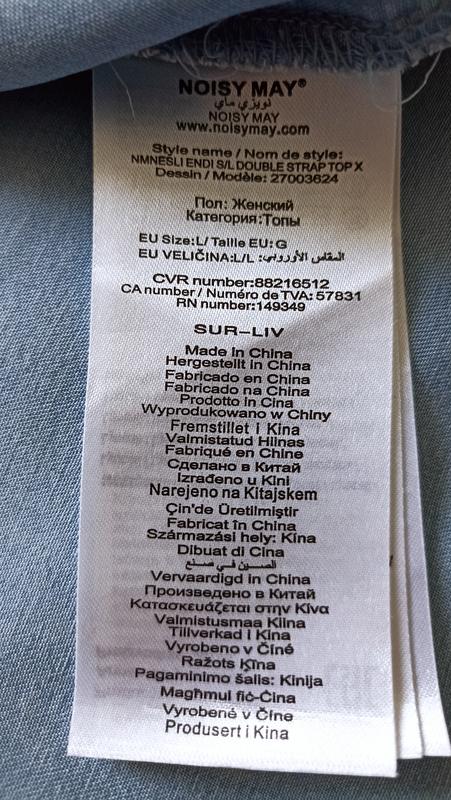 NOISY MAY®
نويزي ماي
NOISY MAY
www.noisymay.com
Style name / Nom de style:
NMNESLI ENDI S/L DOUBLE STRAP TOP X
Dessin / Modèle: 27003624
Пол: Женский
Категория:Топы
EU Size:L/ Taille EU: G
EU VELIČINA:L/L :المقاس الأوروبي
CVR number:88216512
CA number / Numéro de TVA: 57831
RN number:149349
SUR-LIV
Made in China
Hergestellt in China
Fabricado en China
Fabricado na China
Prodotto in Cina
Wyprodukowano w Chiny
Fremstillet i Kina
Valmistatud Hiinas
Fabriqué en Chine
Сделано в Китай
Izrađeno u Kini
Narejeno na Kitajskem
Çin'de Üretilmiştir
Fabricat în China
Származási hely: Kína
Dibuat di Cina
الصين في صنع
Vervaardigd in China
Произведено в Китай
Κατασκευάζεται στην Κίνα
Valmistusmaa Kiina
Tillverkad i Kina
Vyrobeno v Číně
Ražots Ķīna
Pagaminimo šalis: Kinija
Magħmul fiċ-Ċina
Vyrobené v Číne
Produsert i Kina